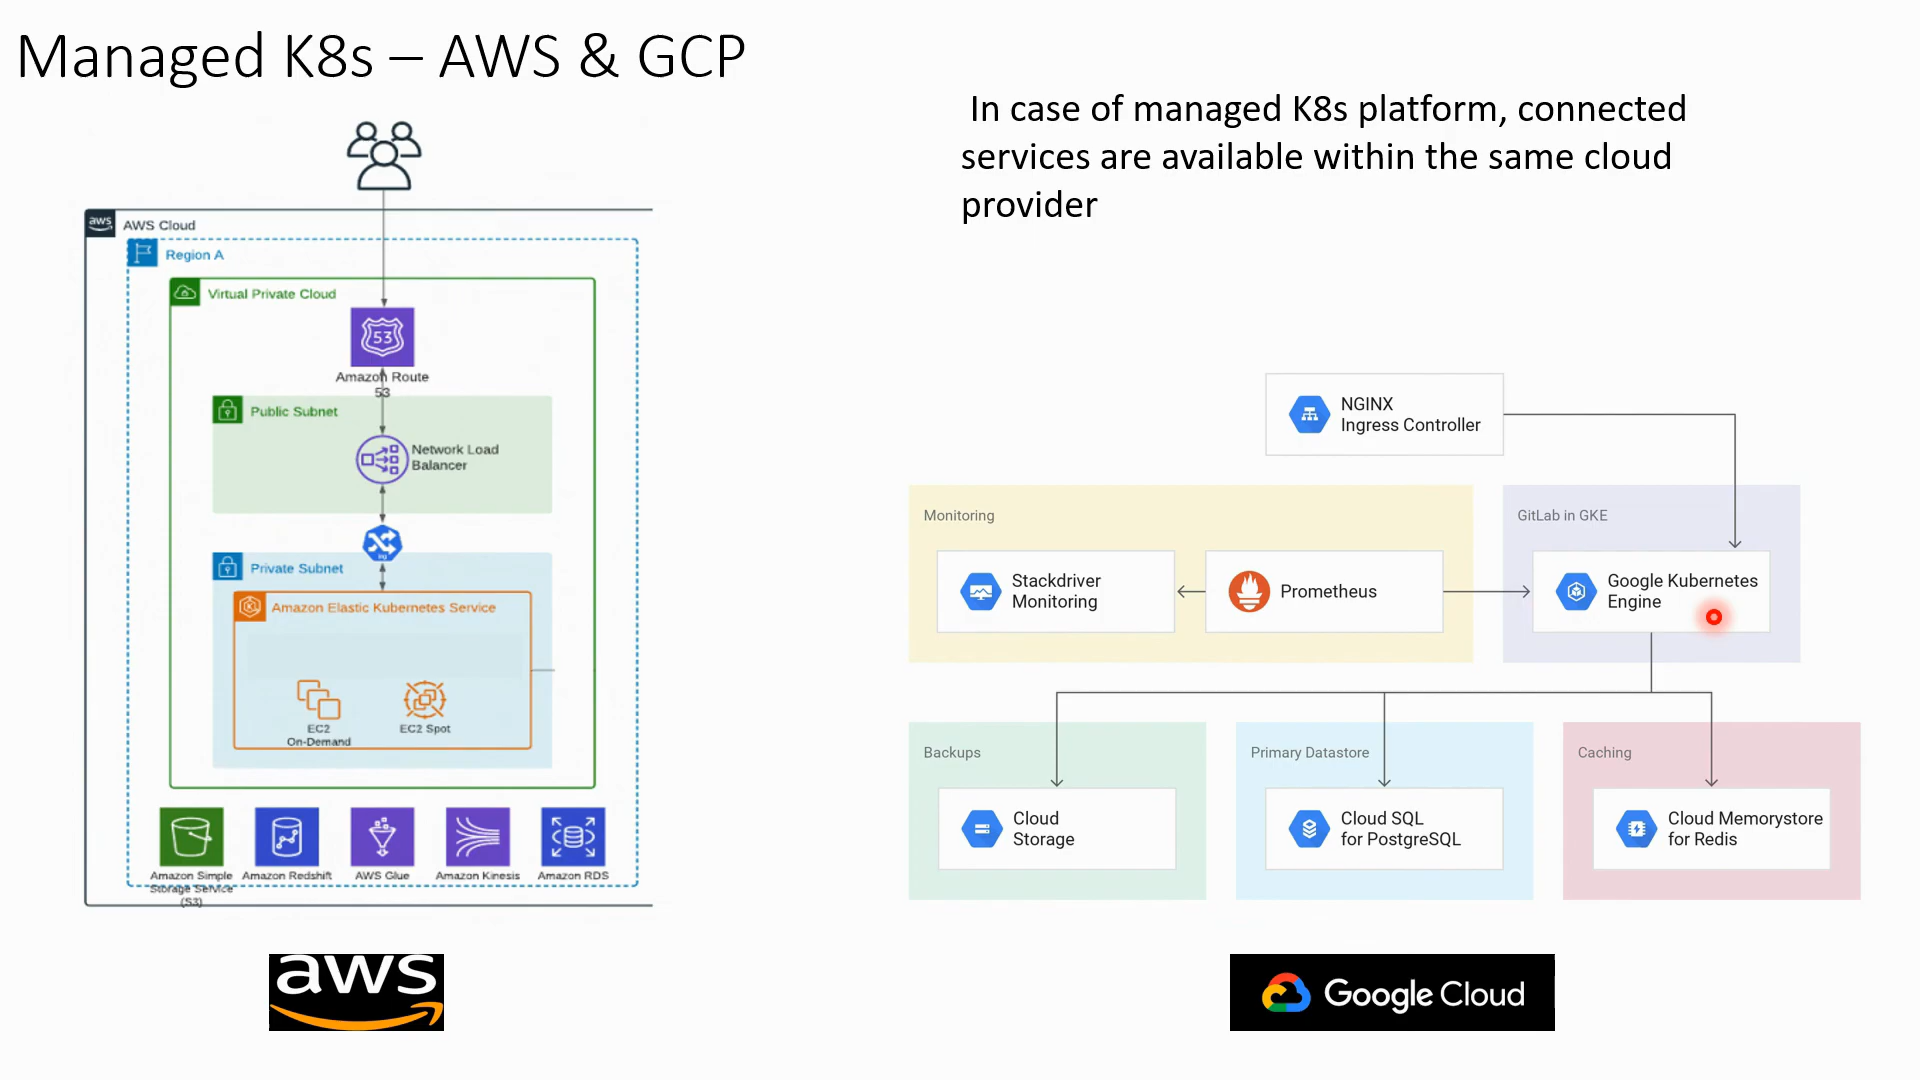 Managed K8s – AWS & GCP
In case of managed K8s platform, connected
services are available within the same cloud
provider
aws
AWS Cloud
Region A
Virtual Private Cloud
53
Amazon Route
53
Public Subnet
Network Load
Balancer
Private Subnet
Amazon Elastic Kubernetes Service
EC2
On-Demand
EC2 Spot
Amazon Simple
Storage Service
(S3)
Amazon Redshift
AWS Glue
Amazon Kinesis
Amazon RDS
aws
NGINX
Ingress Controller
Monitoring
Stackdriver
Monitoring
Prometheus
GitLab in GKE
Google Kubernetes
Engine
Backups
Cloud
Storage
Primary Datastore
Cloud SQL
for PostgreSQL
Caching
Cloud Memorystore
for Redis
Google Cloud